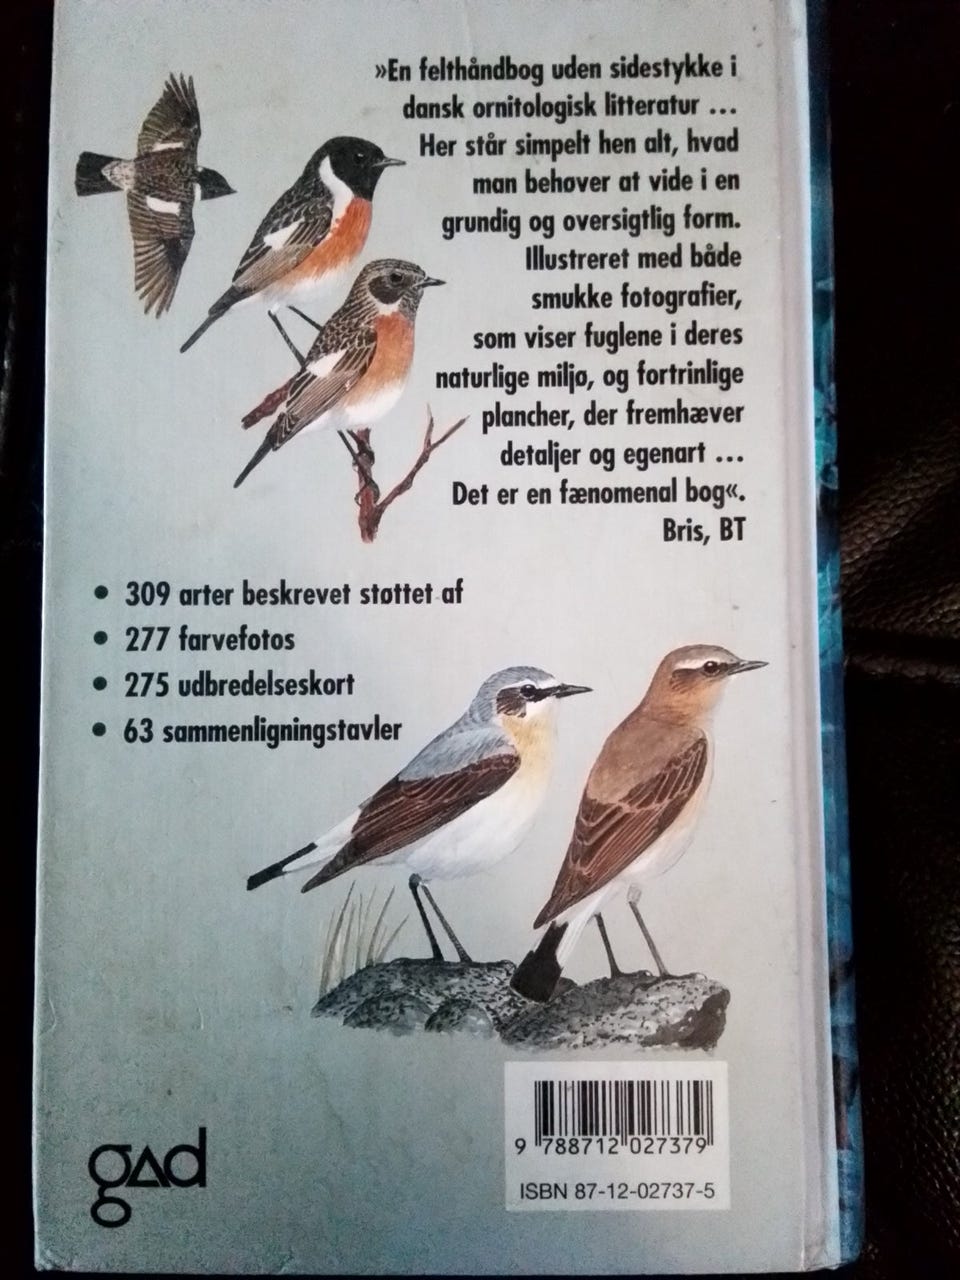 »En felthåndbog uden sidestykke i
dansk ornitologisk litteratur ...
Her står simpelt hen alt, hvad
man behøver at vide i en
grundig og oversigtlig form.
Illustreret med både
smukke fotografier,
som viser fuglene i deres
naturlige miljø, og fortrinlige
plancher, der fremhæver
detaljer og egenart ...
Det er en fænomenal bog«.
Bris, BT
• 309 arter beskrevet støttet af
• 277 farvefotos
• 275 udbredelseskort
• 63 sammenligningstavler
gad
9 788712 027379
ISBN 87-12-02737-5